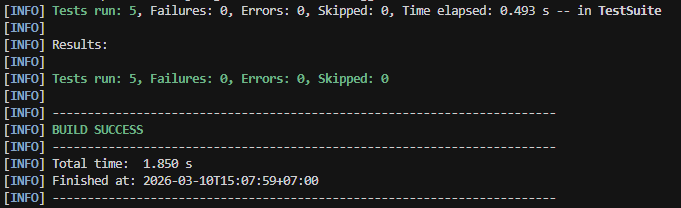 [INFO] Tests run: 5, Failures: 0, Errors: 0, Skipped: 0, Time elapsed: 0.493 s -- in TestSuite
[INFO]
[INFO] Results:
[INFO]
[INFO] Tests run: 5, Failures: 0, Errors: 0, Skipped: 0
[INFO]
[INFO] ------------------------------------------------------------------------
[INFO] BUILD SUCCESS
[INFO] ------------------------------------------------------------------------
[INFO] Total time:  1.850 s
[INFO] Finished at: 2026-03-10T15:07:59+07:00
[INFO] ------------------------------------------------------------------------